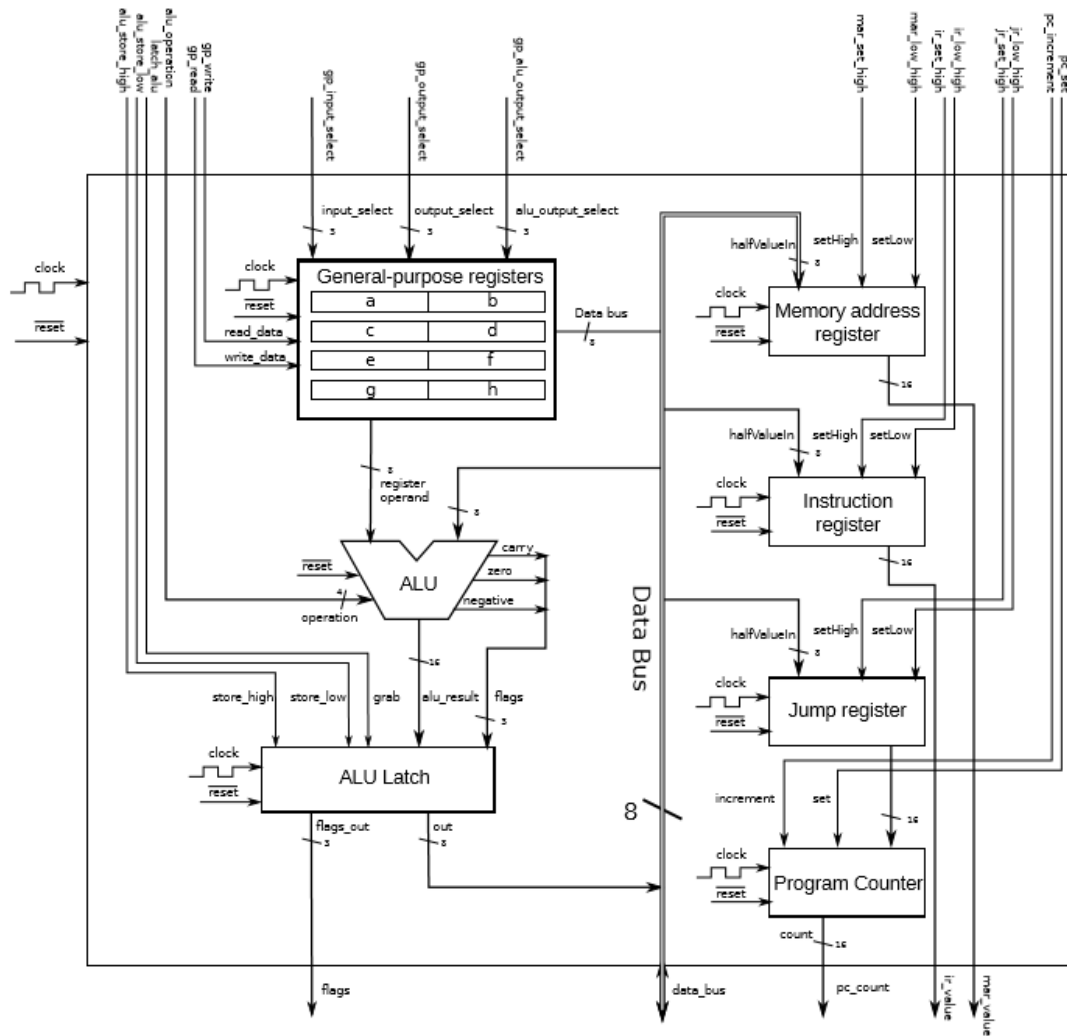 alu_store_high
alu_store_low
latch_alu
alu_operation
gp_read
gp_write
gp_input_select
gp_output_select
gp_alu_output_select
mar_set_high
mar_low_high
ir_set_high
ir_low_high
jr_set_high
jr_low_high
pc_increment
pc_set
input_select
3
output_select
3
alu_output_select
3
clock
reset
clock
reset
read_data
write_data
General-purpose registers
a b
c d
e f
g h
Data bus
8
halfValueIn
8
setHigh
setLow
clock
reset
Memory address
register
16
8
register
operand
8
halfValueIn
8
setHigh
setLow
clock
reset
Instruction
register
16
reset
4
operation
ALU
carry
zero
negative
16
Data Bus
8
halfValueIn
8
setHigh
setLow
clock
reset
Jump register
16
store_high
store_low
grab
alu_result
flags
3
clock
reset
ALU Latch
flags_out
3
out
8
increment
set
clock
reset
Program Counter
count
16
flags
data_bus
pc_count
ir_value
mar_value